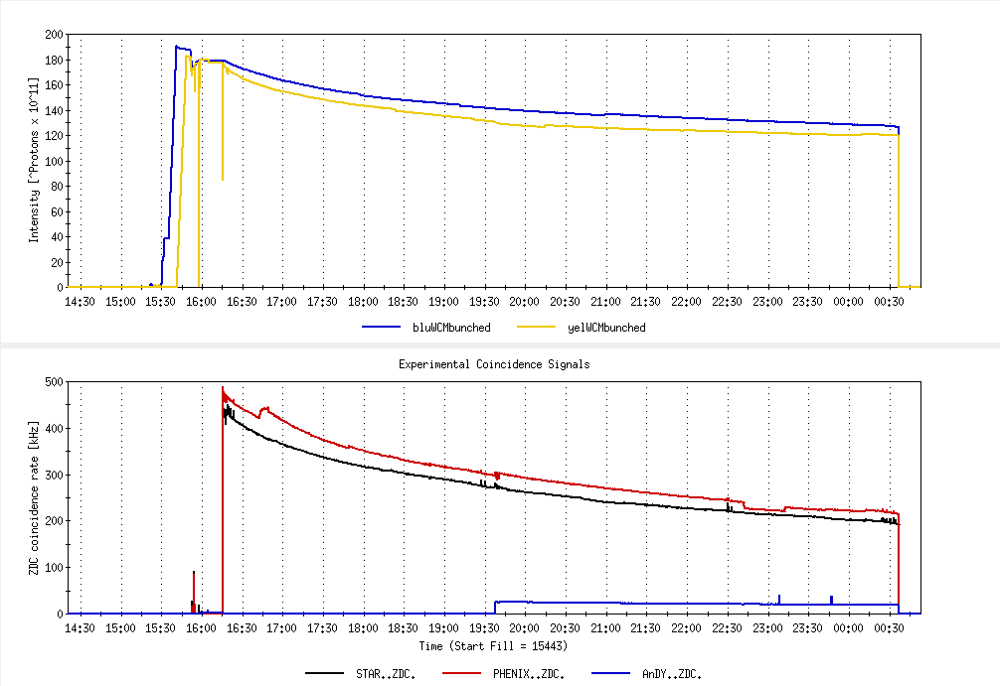 200
180
160
140
120
100
80
60
40
20
0
Intensity [^Protons x 10^11]
14:30 15:00 15:30 16:00 16:30 17:00 17:30 18:00 18:30 19:00 19:30 20:00 20:30 21:00 21:30 22:00 22:30 23:00 23:30 00:00 00:30
bluWCMbunched yelWCMbunched
Experimental Coincidence Signals
500
400
300
200
100
0
ZDC coincidence rate [kHz]
14:30 15:00 15:30 16:00 16:30 17:00 17:30 18:00 18:30 19:00 19:30 20:00 20:30 21:00 21:30 22:00 22:30 23:00 23:30 00:00 00:30
Time (Start Fill = 15443)
STAR..ZDC. PHENIX..ZDC. AnDY..ZDC.